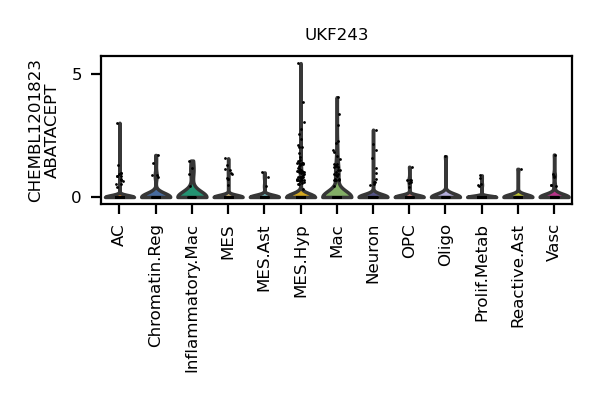 UKF243
CHEMBL1201823
ABATACEPT
5
0
AC
Chromatin.Reg
Inflammatory.Mac
MES
MES.Ast
MES.Hyp
Mac
Neuron
OPC
Oligo
Prolif.Metab
Reactive.Ast
Vasc